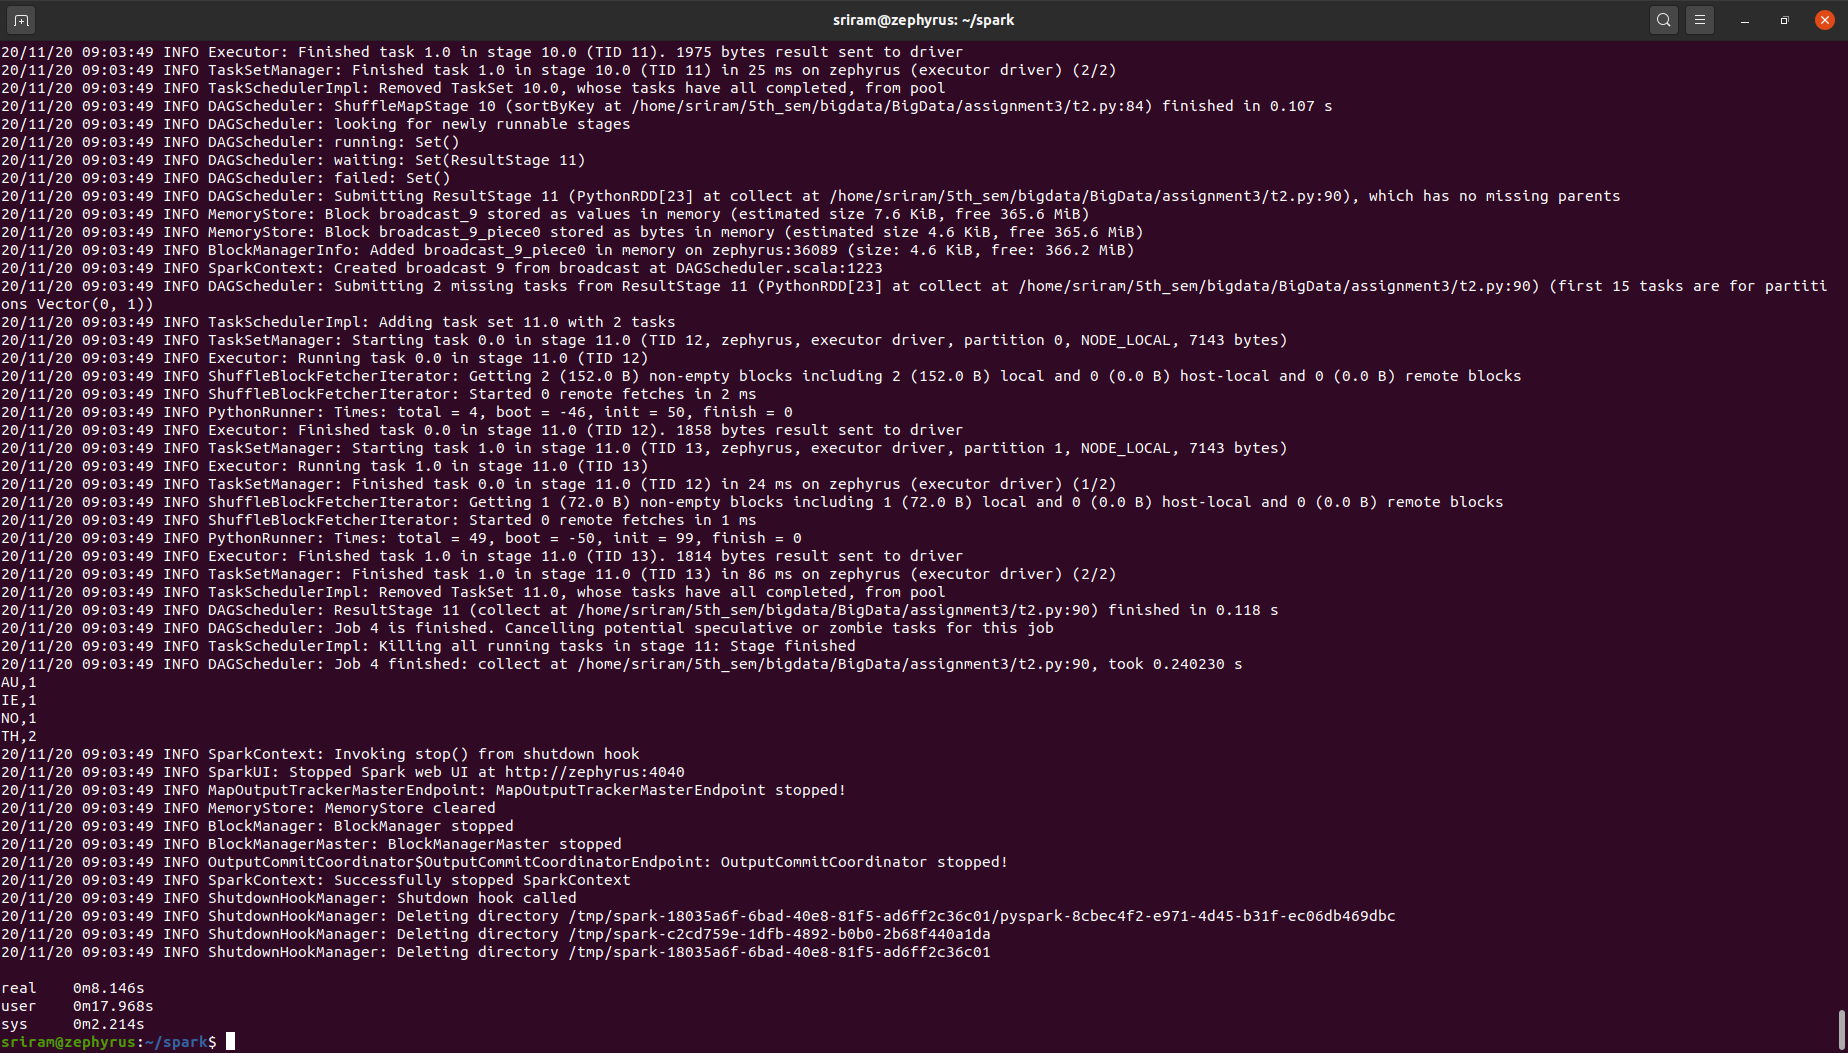 sriram@zephyrus: ~/spark
20/11/20 09:03:49 INFO Executor: Finished task 1.0 in stage 10.0 (TID 11). 1975 bytes result sent to driver
20/11/20 09:03:49 INFO TaskSetManager: Finished task 1.0 in stage 10.0 (TID 11) in 25 ms on zephyrus (executor driver) (2/2)
20/11/20 09:03:49 INFO TaskSchedulerImpl: Removed TaskSet 10.0, whose tasks have all completed, from pool
20/11/20 09:03:49 INFO DAGScheduler: ShuffleMapStage 10 (sortByKey at /home/sriram/5th_sem/bigdata/BigData/assignment3/t2.py:84) finished in 0.107 s
20/11/20 09:03:49 INFO DAGScheduler: looking for newly runnable stages
20/11/20 09:03:49 INFO DAGScheduler: running: Set()
20/11/20 09:03:49 INFO DAGScheduler: waiting: Set(ResultStage 11)
20/11/20 09:03:49 INFO DAGScheduler: failed: Set()
20/11/20 09:03:49 INFO DAGScheduler: Submitting ResultStage 11 (PythonRDD[23] at collect at /home/sriram/5th_sem/bigdata/BigData/assignment3/t2.py:90), which has no missing parents
20/11/20 09:03:49 INFO MemoryStore: Block broadcast_9 stored as values in memory (estimated size 7.6 KiB, free 365.6 MiB)
20/11/20 09:03:49 INFO MemoryStore: Block broadcast_9_piece0 stored as bytes in memory (estimated size 4.6 KiB, free 365.6 MiB)
20/11/20 09:03:49 INFO BlockManagerInfo: Added broadcast_9_piece0 in memory on zephyrus:36089 (size: 4.6 KiB, free: 366.2 MiB)
20/11/20 09:03:49 INFO SparkContext: Created broadcast 9 from broadcast at DAGScheduler.scala:1223
20/11/20 09:03:49 INFO DAGScheduler: Submitting 2 missing tasks from ResultStage 11 (PythonRDD[23] at collect at /home/sriram/5th_sem/bigdata/BigData/assignment3/t2.py:90) (first 15 tasks are for partiti
ons Vector(0, 1))
20/11/20 09:03:49 INFO TaskSchedulerImpl: Adding task set 11.0 with 2 tasks
20/11/20 09:03:49 INFO TaskSetManager: Starting task 0.0 in stage 11.0 (TID 12, zephyrus, executor driver, partition 0, NODE_LOCAL, 7143 bytes)
20/11/20 09:03:49 INFO Executor: Running task 0.0 in stage 11.0 (TID 12)
20/11/20 09:03:49 INFO ShuffleBlockFetcherIterator: Getting 2 (152.0 B) non-empty blocks including 2 (152.0 B) local and 0 (0.0 B) host-local and 0 (0.0 B) remote blocks
20/11/20 09:03:49 INFO ShuffleBlockFetcherIterator: Started 0 remote fetches in 2 ms
20/11/20 09:03:49 INFO PythonRunner: Times: total = 4, boot = -46, init = 50, finish = 0
20/11/20 09:03:49 INFO Executor: Finished task 0.0 in stage 11.0 (TID 12). 1858 bytes result sent to driver
20/11/20 09:03:49 INFO TaskSetManager: Starting task 1.0 in stage 11.0 (TID 13, zephyrus, executor driver, partition 1, NODE_LOCAL, 7143 bytes)
20/11/20 09:03:49 INFO Executor: Running task 1.0 in stage 11.0 (TID 13)
20/11/20 09:03:49 INFO TaskSetManager: Finished task 0.0 in stage 11.0 (TID 12) in 24 ms on zephyrus (executor driver) (1/2)
20/11/20 09:03:49 INFO ShuffleBlockFetcherIterator: Getting 1 (72.0 B) non-empty blocks including 1 (72.0 B) local and 0 (0.0 B) host-local and 0 (0.0 B) remote blocks
20/11/20 09:03:49 INFO ShuffleBlockFetcherIterator: Started 0 remote fetches in 1 ms
20/11/20 09:03:49 INFO PythonRunner: Times: total = 49, boot = -50, init = 99, finish = 0
20/11/20 09:03:49 INFO Executor: Finished task 1.0 in stage 11.0 (TID 13). 1814 bytes result sent to driver
20/11/20 09:03:49 INFO TaskSetManager: Finished task 1.0 in stage 11.0 (TID 13) in 86 ms on zephyrus (executor driver) (2/2)
20/11/20 09:03:49 INFO TaskSchedulerImpl: Removed TaskSet 11.0, whose tasks have all completed, from pool
20/11/20 09:03:49 INFO DAGScheduler: ResultStage 11 (collect at /home/sriram/5th_sem/bigdata/BigData/assignment3/t2.py:90) finished in 0.118 s
20/11/20 09:03:49 INFO DAGScheduler: Job 4 is finished. Cancelling potential speculative or zombie tasks for this job
20/11/20 09:03:49 INFO TaskSchedulerImpl: Killing all running tasks in stage 11: Stage finished
20/11/20 09:03:49 INFO DAGScheduler: Job 4 finished: collect at /home/sriram/5th_sem/bigdata/BigData/assignment3/t2.py:90, took 0.240230 s
AU,1
IE,1
NO,1
TH,2
20/11/20 09:03:49 INFO SparkContext: Invoking stop() from shutdown hook
20/11/20 09:03:49 INFO SparkUI: Stopped Spark web UI at http://zephyrus:4040
20/11/20 09:03:49 INFO MapOutputTrackerMasterEndpoint: MapOutputTrackerMasterEndpoint stopped!
20/11/20 09:03:49 INFO MemoryStore: MemoryStore cleared
20/11/20 09:03:49 INFO BlockManager: BlockManager stopped
20/11/20 09:03:49 INFO BlockManagerMaster: BlockManagerMaster stopped
20/11/20 09:03:49 INFO OutputCommitCoordinator$OutputCommitCoordinatorEndpoint: OutputCommitCoordinator stopped!
20/11/20 09:03:49 INFO SparkContext: Successfully stopped SparkContext
20/11/20 09:03:49 INFO ShutdownHookManager: Shutdown hook called
20/11/20 09:03:49 INFO ShutdownHookManager: Deleting directory /tmp/spark-18035a6f-6bad-40e8-81f5-ad6ff2c36c01/pyspark-8cbec4f2-e971-4d45-b31f-ec06db469dbc
20/11/20 09:03:49 INFO ShutdownHookManager: Deleting directory /tmp/spark-c2cd759e-1dfb-4892-b0b0-2b68f440a1da
20/11/20 09:03:49 INFO ShutdownHookManager: Deleting directory /tmp/spark-18035a6f-6bad-40e8-81f5-ad6ff2c36c01
real 0m8.146s
user 0m17.968s
sys 0m2.214s
sriram@zephyrus:~/spark$